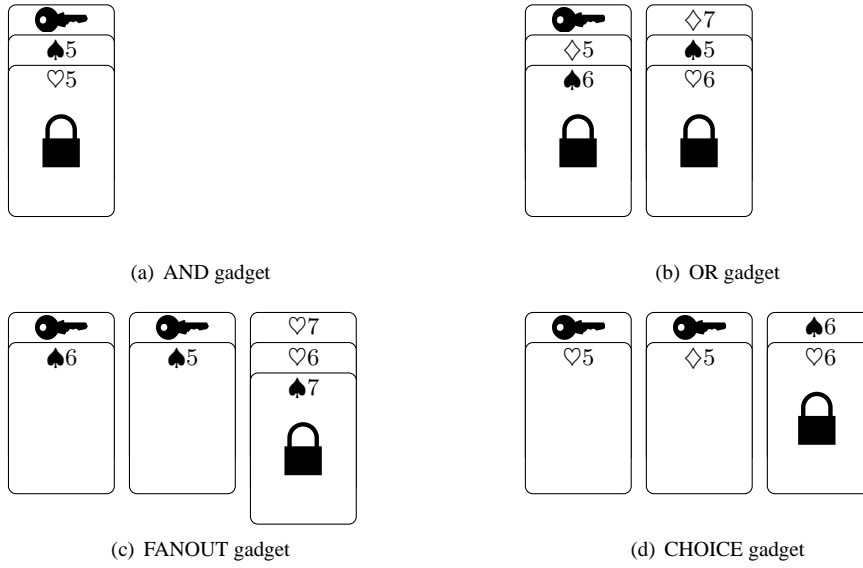 ♠5
♡5
(a) AND gadget
♢5 ♢7
♠6 ♠5
♡6
(b) OR gadget
♠6 ♠5 ♡7
♡6
♠7
(c) FANOUT gadget
♡5 ♢5 ♠6
♡6
(d) CHOICE gadget